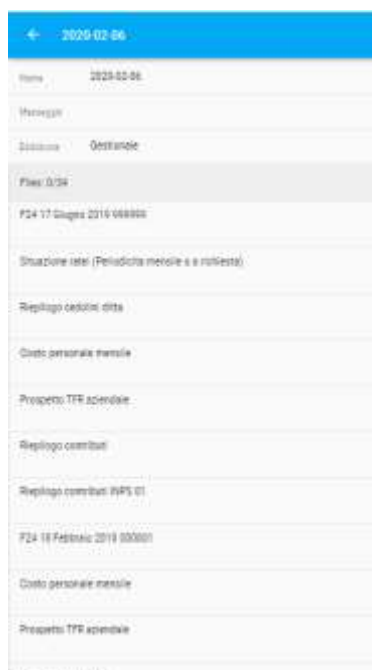 ← 2020-02-06
Nome 2020-02-06
Messaggio
Gestionale
Files: 0/34
F24 17 Giugno 2019
Situazione ratei (Periodicità mensile o a richiesta)
Riepilogo cedolini ditta
Costo personale mensile
Prospetto TFR aziendale
Riepilogo contributi
Riepilogo contributi INPS 01
F24 18 Febbraio 2019 000001
Costo personale mensile
Prospetto TFR aziendale